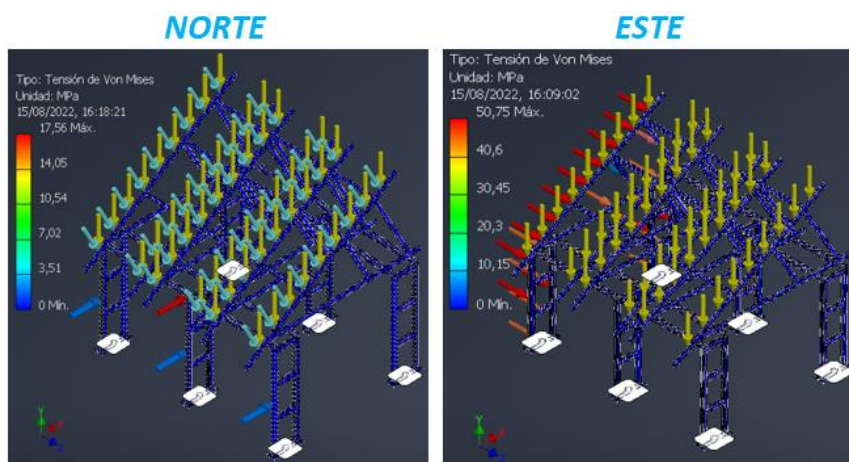 NORTE
Tipo: Tensión de Von Mises
Unidad: MPa
15/08/2022, 16:18:21
17,56 Máx.
14,05
10,54
7,02
3,51
0 Mín.
ESTE
Tipo: Tensión de Von Mises
Unidad: MPa
15/08/2022, 16:09:02
50,75 Máx.
40,6
30,45
20,3
10,15
0 Mín.